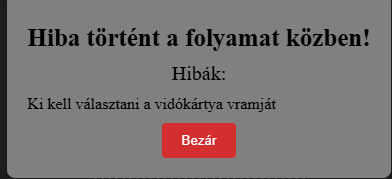 Hiba történt a folyamat közben!
Hibák:
Ki kell választani a vidókártya vramját
Bezár